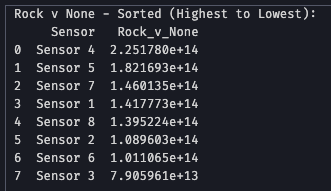 Rock v None - Sorted (Highest to Lowest):
Sensor Rock_v_None
0 Sensor 4 2.251780e+14
1 Sensor 5 1.821693e+14
2 Sensor 7 1.460135e+14
3 Sensor 1 1.417773e+14
4 Sensor 8 1.395224e+14
5 Sensor 2 1.089603e+14
6 Sensor 6 1.011065e+14
7 Sensor 3 7.905961e+13